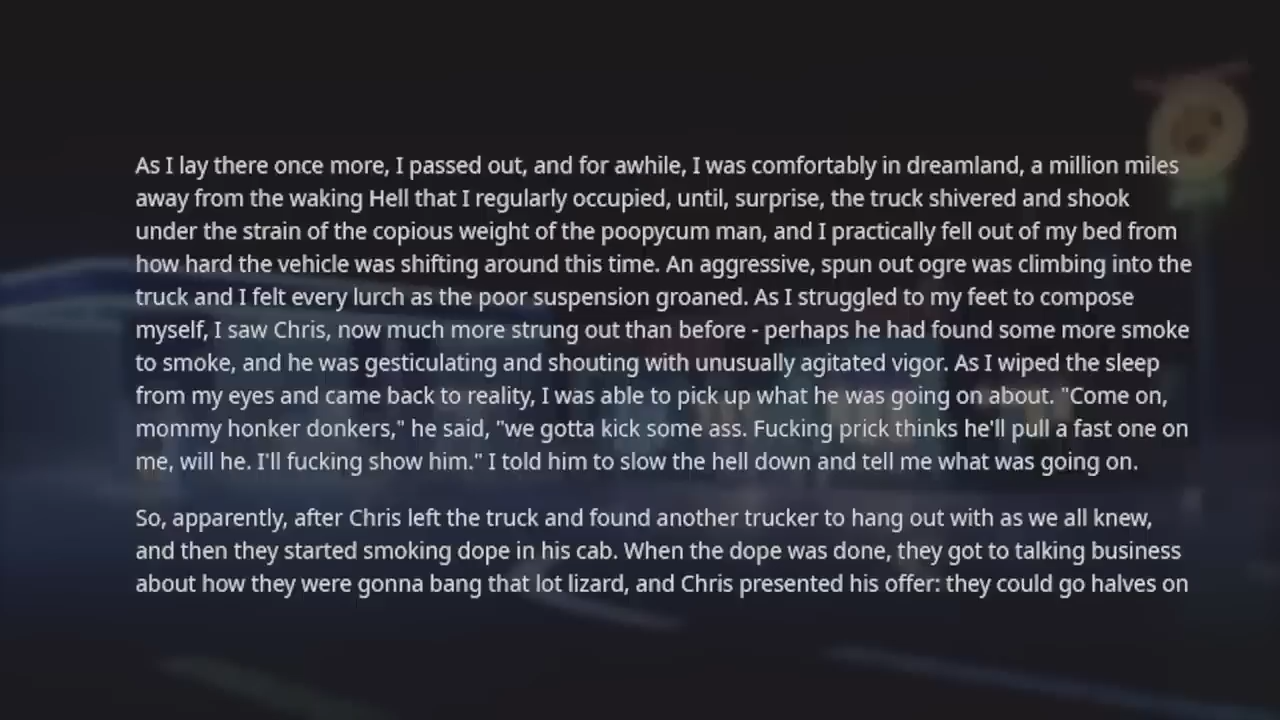 As I lay there once more, I passed out, and for awhile, I was comfortably in dreamland, a million miles
away from the waking Hell that I regularly occupied, until, surprise, the truck shivered and shook
under the strain of the copious weight of the poopycum man, and I practically fell out of my bed from
how hard the vehicle was shifting around this time. An aggressive, spun out ogre was climbing into the
truck and I felt every lurch as the poor suspension groaned. As I struggled to my feet to compose
myself, I saw Chris, now much more strung out than before - perhaps he had found some more smoke
to smoke, and he was gesticulating and shouting with unusually agitated vigor. As I wiped the sleep
from my eyes and came back to reality, I was able to pick up what he was going on about. "Come on,
mommy honker donkers," he said, "we gotta kick some ass. Fucking prick thinks he'll pull a fast one on
me, will he. I'll fucking show him." I told him to slow the hell down and tell me what was going on.
So, apparently, after Chris left the truck and found another trucker to hang out with as we all knew,
and then they started smoking dope in his cab. When the dope was done, they got to talking business
about how they were gonna bang that lot lizard, and Chris presented his offer: they could go halves on